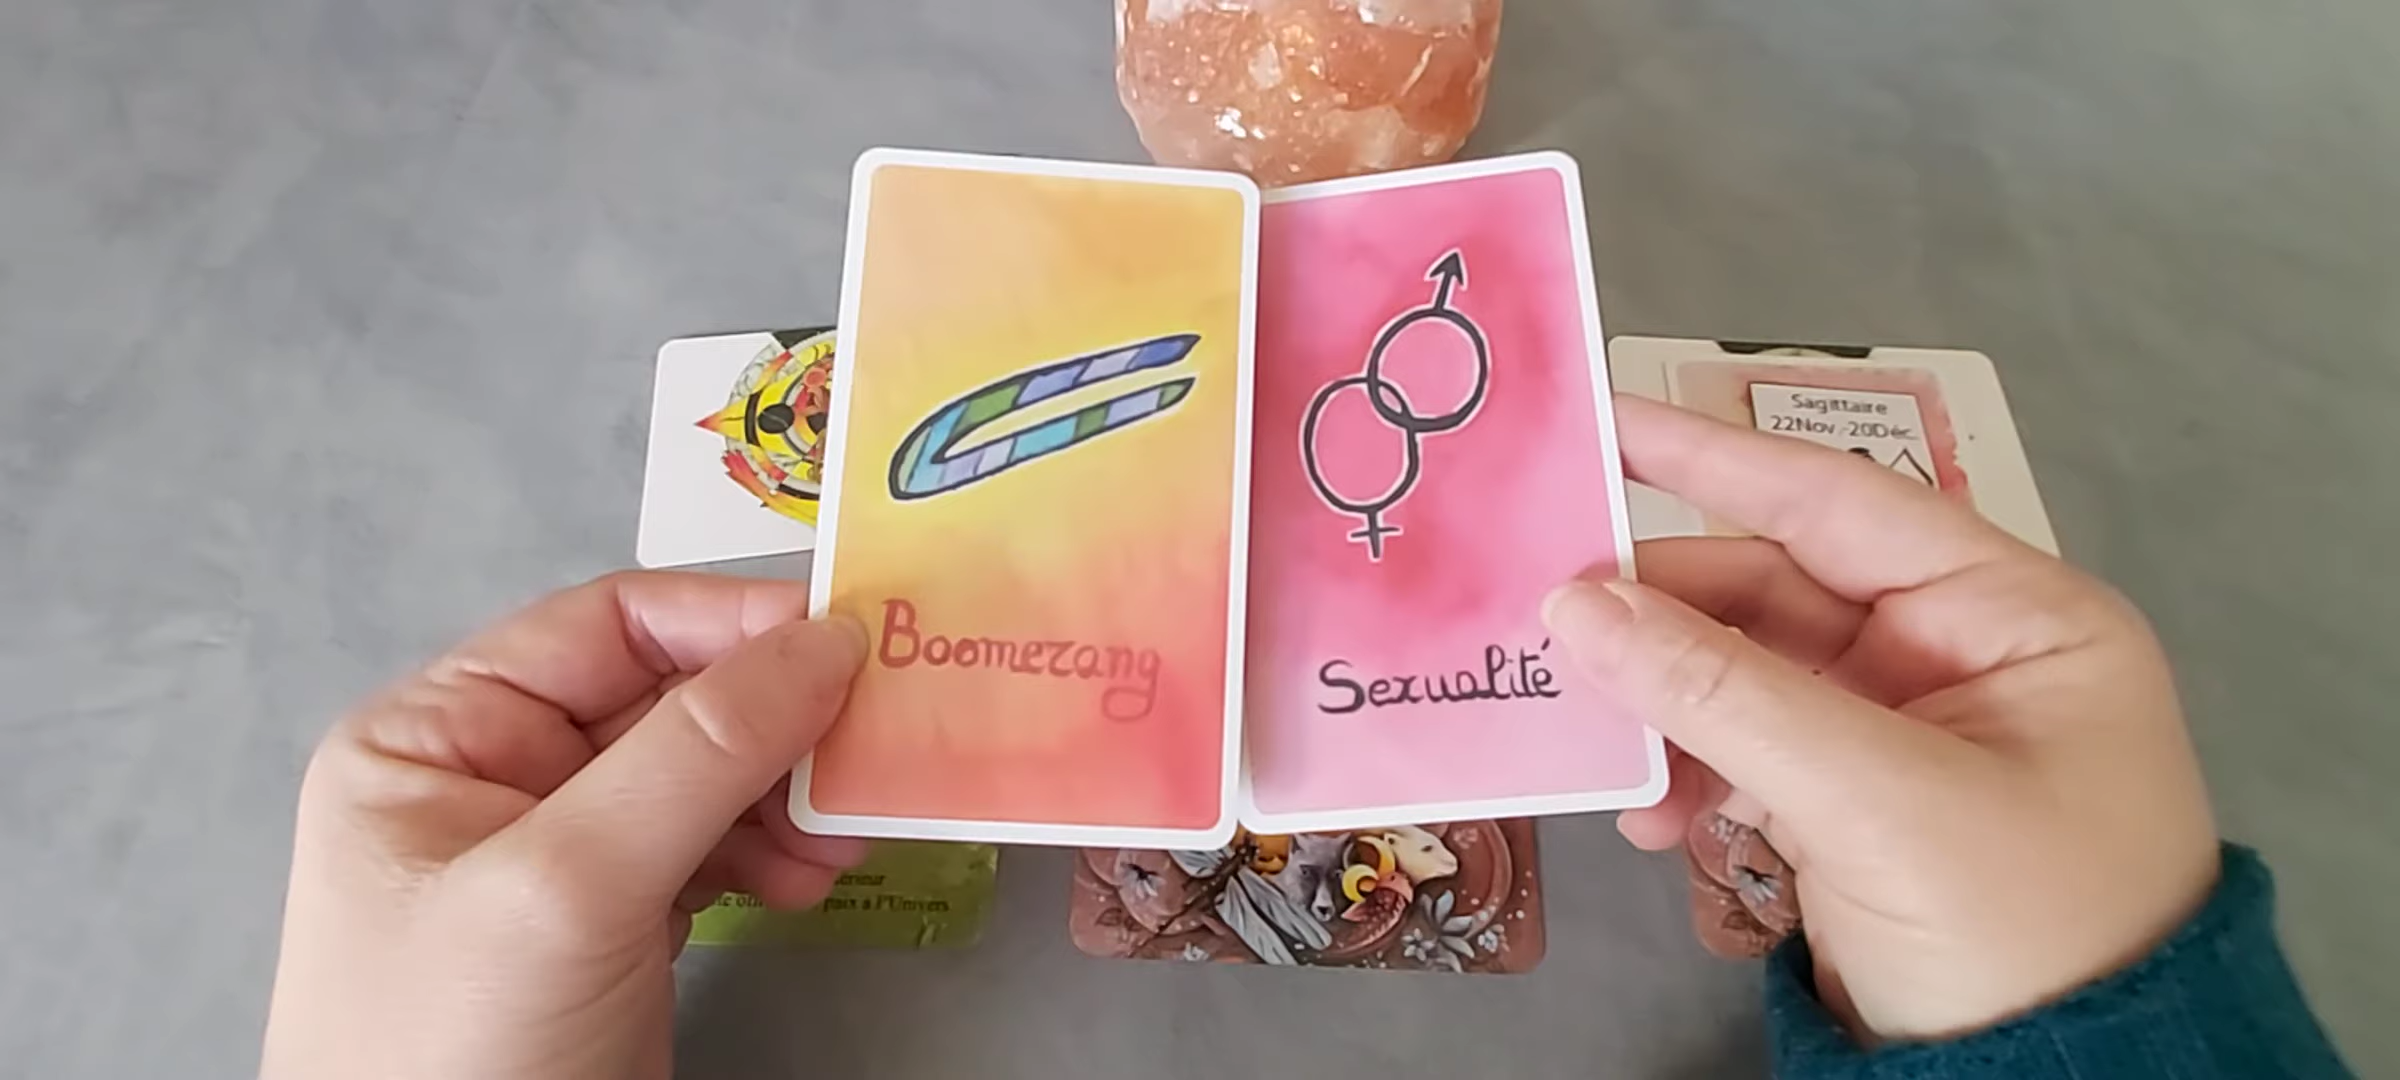 Boomerang
Sexualité
Sagittaire
22Nov.-20Déc.
paix à l'Univers